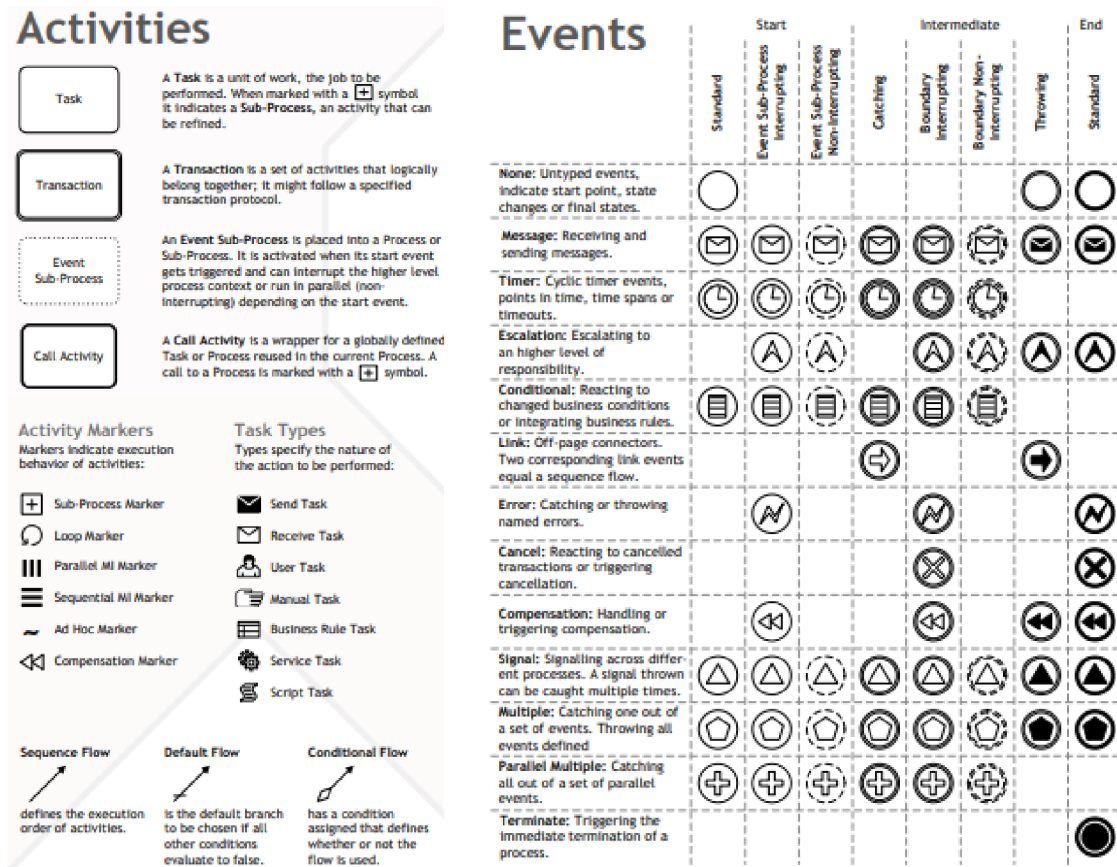 Activities
Task
A Task is a unit of work, the job to be
performed. When marked with a + symbol
it indicates a Sub-Process, an activity that can
be refined.
Transaction
A Transaction is a set of activities that logically
belong together; it might follow a specified
transaction protocol.
Event
Sub-Process
An Event Sub-Process is placed into a Process or
Sub-Process. It is activated when its start event
gets triggered and can interrupt the higher level
process context or run in parallel (non-
interrupting) depending on the start event.
Call Activity
A Call Activity is a wrapper for a globally defined
Task or Process reused in the current Process. A
call to a Process is marked with a + symbol.
Activity Markers
Markers indicate execution
behavior of activities:
Sub-Process Marker
Loop Marker
Parallel MI Marker
Sequential MI Marker
Ad Hoc Marker
Compensation Marker
Task Types
Types specify the nature of
the action to be performed:
Send Task
Receive Task
User Task
Manual Task
Business Rule Task
Service Task
Script Task
Sequence Flow
defines the execution
order of activities.
Default Flow
is the default branch
to be chosen if all
other conditions
evaluate to false.
Conditional Flow
has a condition
assigned that defines
whether or not the
flow is used.
Events
Start
Intermediate
End
Standard
Event Sub-Process
Interrupting
Event Sub-Process
Non-Interrupting
Catching
Boundary
Interrupting
Boundary Non-
Interrupting
Throwing
Standard
None: Untyped events,
indicate start point, state
changes or final states.
Message: Receiving and
sending messages.
Timer: Cyclic timer events,
points in time, time spans or
timeouts.
Escalation: Escalating to
an higher level of
responsibility.
Conditional: Reacting to
changed business conditions
or integrating business rules.
Link: Off-page connectors.
Two corresponding link events
equal a sequence flow.
Error: Catching or throwing
named errors.
Cancel: Reacting to cancelled
transactions or triggering
cancellation.
Compensation: Handling or
triggering compensation.
Signal: Signalling across differ-
ent processes. A signal thrown
can be caught multiple times.
Multiple: Catching one out of
a set of events. Throwing all
events defined
Parallel Multiple: Catching
all out of a set of parallel
events.
Terminate: Triggering the
immediate termination of a
process.